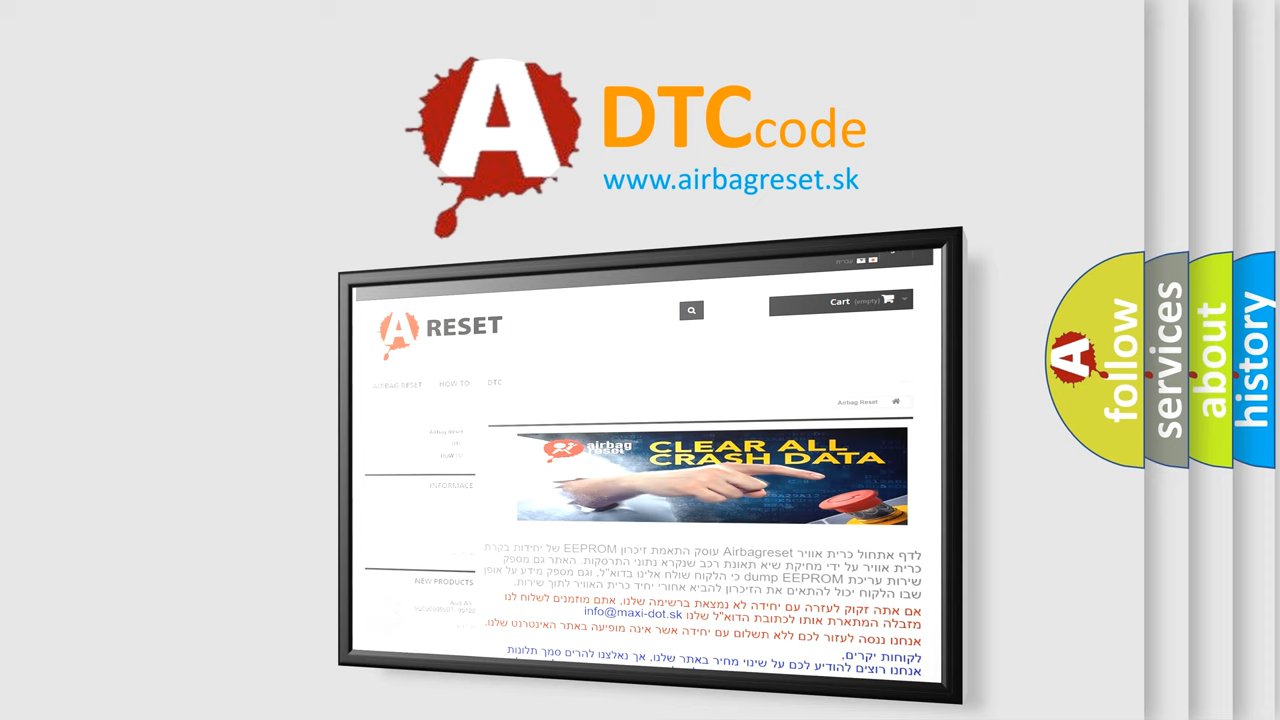 A
DTCcode
www.airbagreset.sk
עברית
A RESET
Cart (empty)
AIRBAG RESET HOW TO DTC
Airbag Reset
Airbag Reset
DTC
HOW TO
INFORMACE
airbag
reset
CLEAR ALL
CRASH DATA
NEW PRODUCTS
לדף אתחול כרית אוויר Airbagreset עוסק התאמת זיכרון EEPROM של יחידות בקרת
כרית אוויר על ידי מחיקת שיא תאונת רכב שנקרא נתוני התרסקות. האתר גם מספק
שירות עריכת dump EEPROM כי הלקוח שולח אלינו בדוא"ל, וגם מספק מידע על אופן
שבו הלקוח יכול להתאים את הזיכרון להביא אחורי יחיד כרית האוויר לתוך שירות.
אם אתה זקוק לעזרה עם יחידה לא נמצאת ברשימה שלנו, אתם מוזמנים לשלוח לנו
מזבלה המתארת אותו לכתובת הדוא"ל שלנו info@maxi-dot.sk
אנחנו ננסה לעזור לכם ללא תשלום עם יחידה אשר אינה מופיעה באתר האינטרנט שלנו.
לקוחות יקרים,
אנחנו רוצים להודיע לכם על שינוי מחיר באתר שלנו, אך נאלצנו להרים סמך תלונות
A
follow
services
about
history